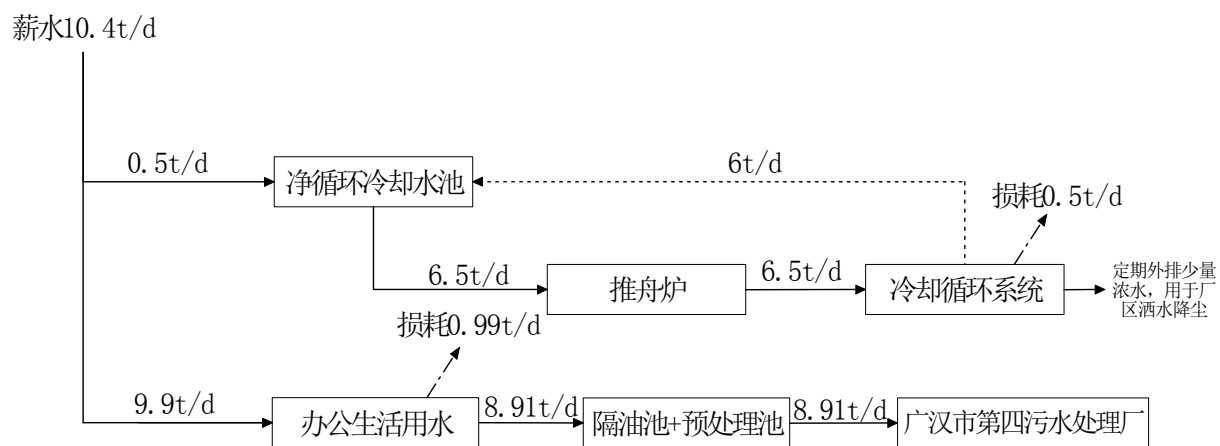 薪水10.4t/d
0.5t/d
净循环冷却水池
6t/d
损耗0.5t/d
6.5t/d
推舟炉
6.5t/d
冷却循环系统
定期外排少量
浓水，用于厂
区洒水降尘
损耗0.99t/d
9.9t/d
办公生活用水
8.91t/d
隔油池+预处理池
8.91t/d
广汉市第四污水处理厂